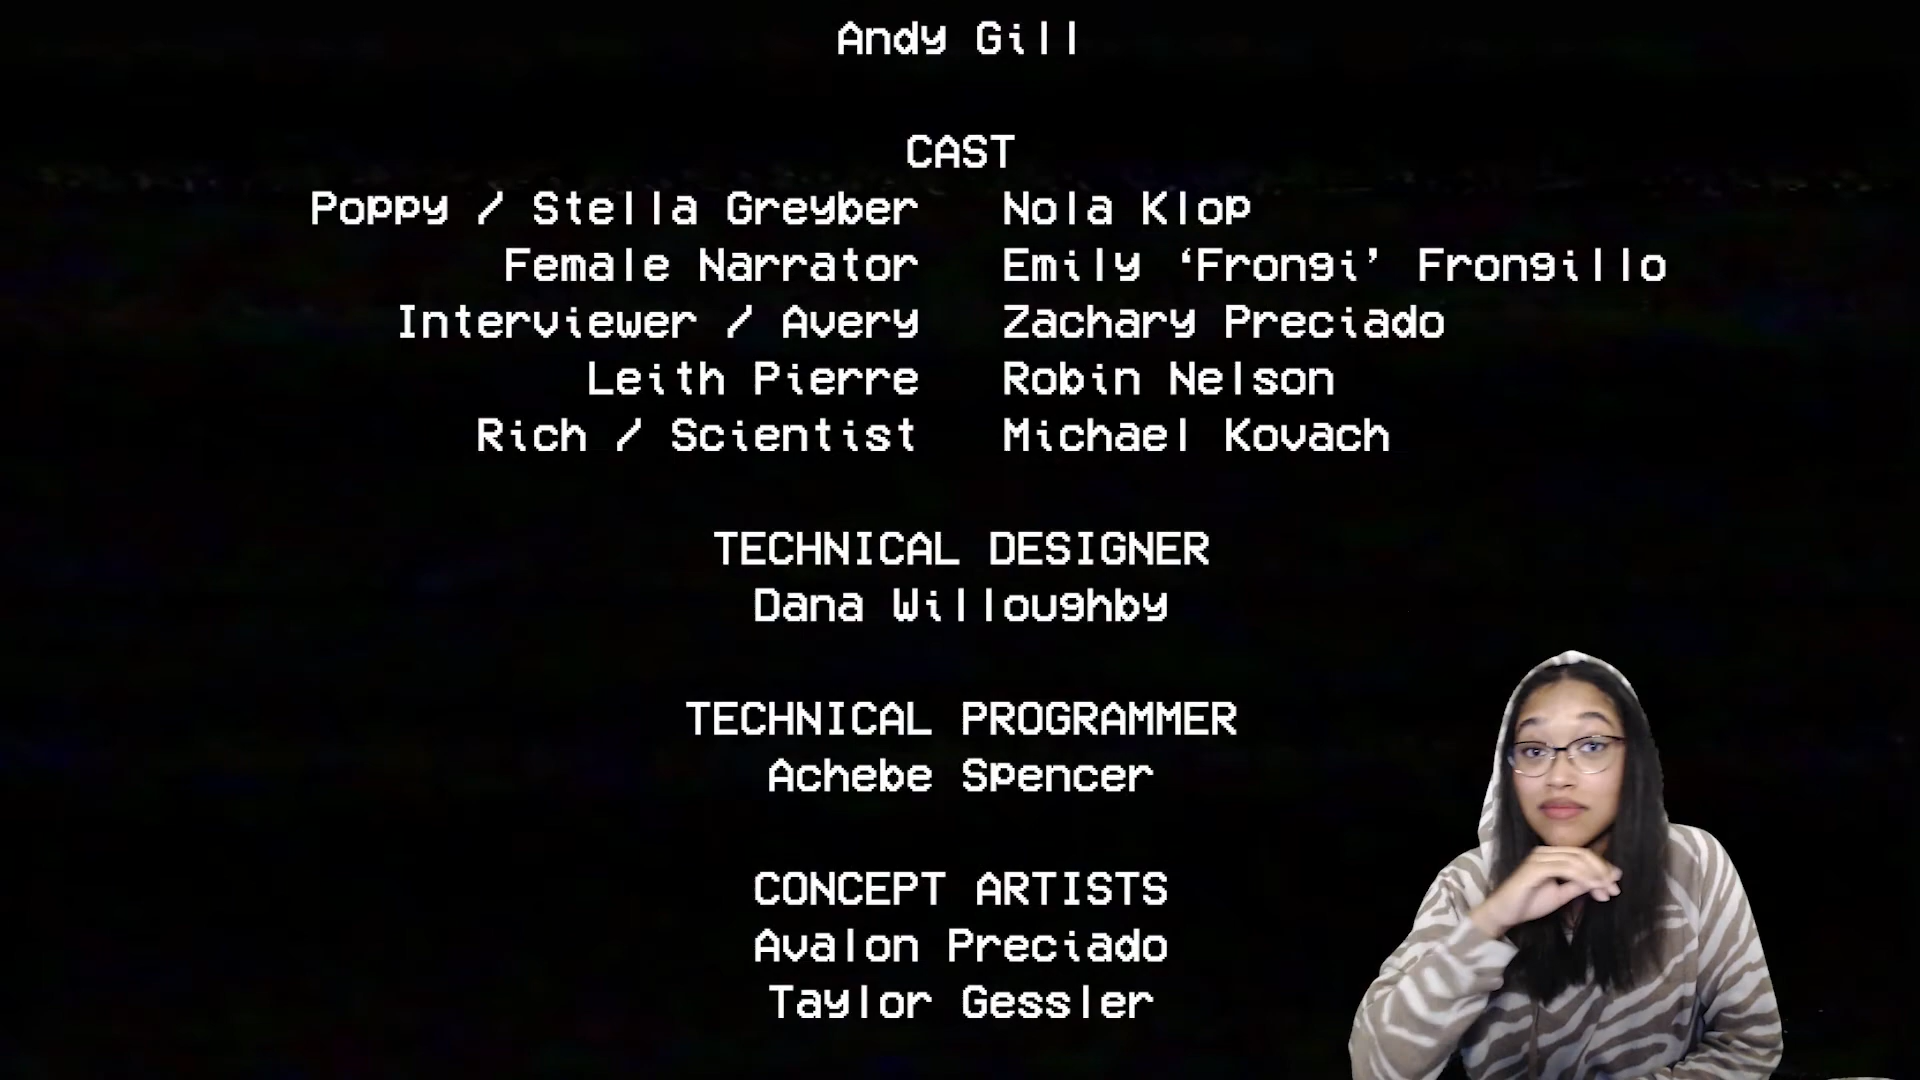 Andy Gill
CAST
Poppy / Stella Greyber Nola Klop
Female Narrator Emily ‘Frongi’ Frongillo
Interviewer / Avery Zachary Preciado
Leith Pierre Robin Nelson
Rich / Scientist Michael Kovach
TECHNICAL DESIGNER
Dana Willoughby
TECHNICAL PROGRAMMER
Achebe Spencer
CONCEPT ARTISTS
Avalon Preciado
Taylor Gessler